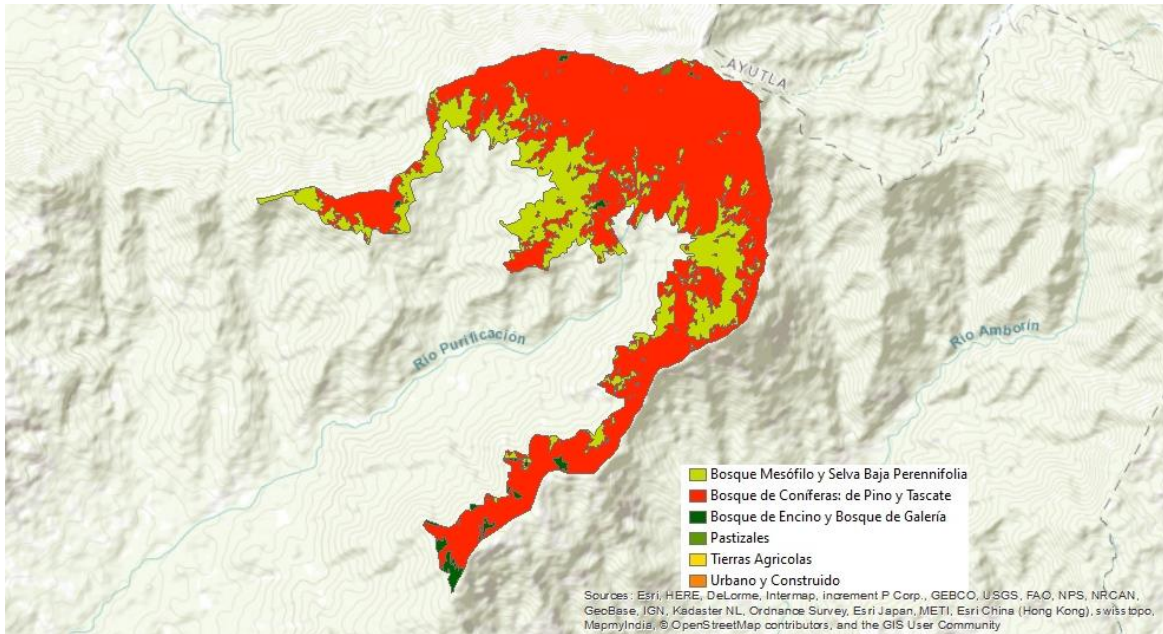 AYUTLA
Río Purificación
Río Amborín
Bosque Mesófilo y Selva Baja Perennifolia
Bosque de Coníferas: de Pino y Tascate
Bosque de Encino y Bosque de Galería
Pastizales
Tierras Agricolas
Urbano y Construido
Sources: Esri, HERE, DeLorme, Intermap, increment P Corp., GEBCO, USGS, FAO, NPS, NRCAN,
GeoBase, IGN, Kadaster NL, Ordnance Survey, Esri Japan, METI, Esri China (Hong Kong), swisstopo,
MapmyIndia, © OpenStreetMap contributors, and the GIS User Community